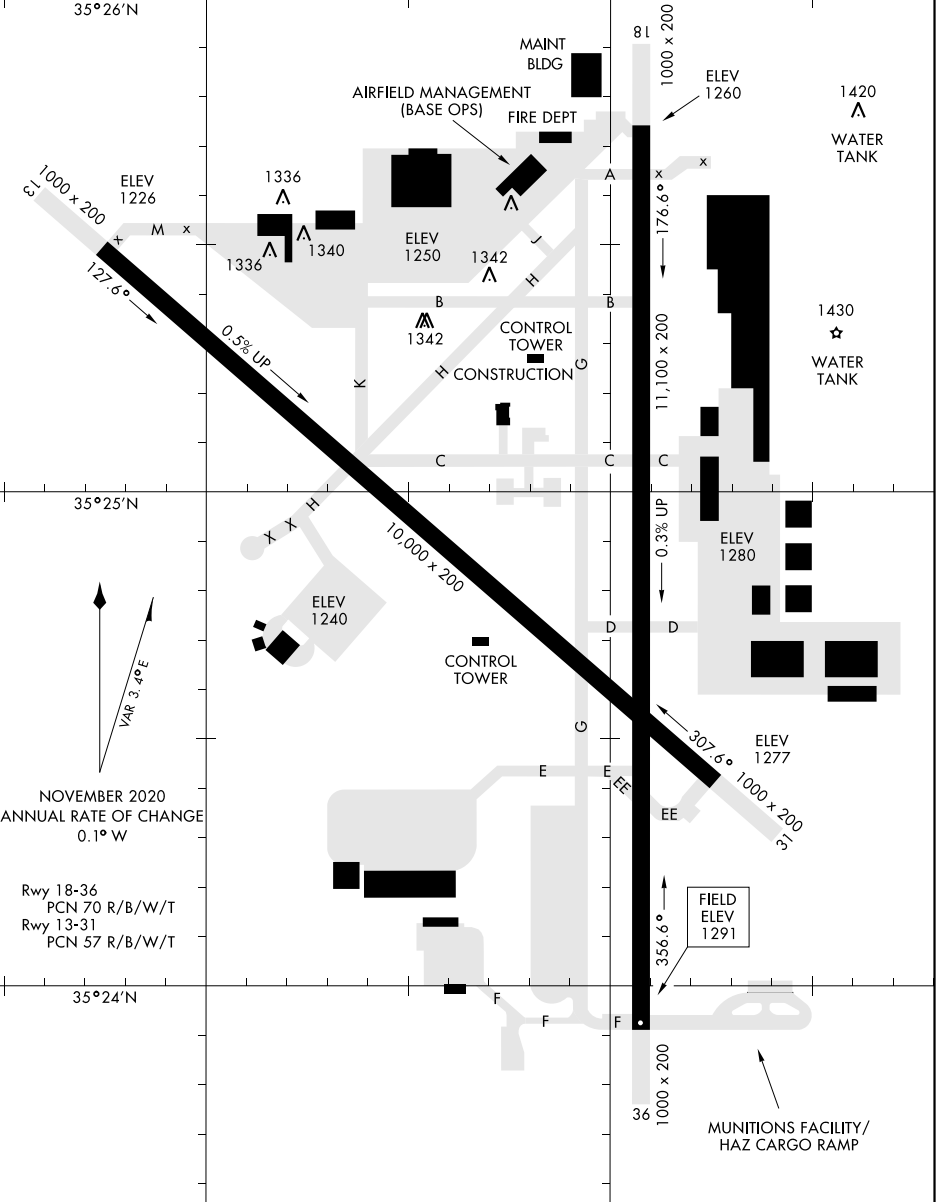 35°26'N
18
1000 x 200
MAINT
BLDG
ELEV
1260
AIRFIELD MANAGEMENT
(BASE OPS)
FIRE DEPT
1420
WATER
TANK
13
1000 x 200
ELEV
1226
1336
A
x
x
176.6°
x
M
x
1336
1340
ELEV
1250
J
1342
H
127.6°
B
B
1342
CONTROL
TOWER
CONSTRUCTION
1430
WATER
TANK
0.5% UP
K
H
G
11,100 x 200
C
C
C
35°25'N
X
X
H
10,000 x 200
0.3% UP
ELEV
1280
ELEV
1240
D
D
CONTROL
TOWER
VAR 3.4° E
G
307.6°
ELEV
1277
E
E
EE
1000 x 200
EE
31
NOVEMBER 2020
ANNUAL RATE OF CHANGE
0.1° W
Rwy 18-36
PCN 70 R/B/W/T
Rwy 13-31
PCN 57 R/B/W/T
356.6°
FIELD
ELEV
1291
35°24'N
F
F
F
36
1000 x 200
MUNITIONS FACILITY/
HAZ CARGO RAMP